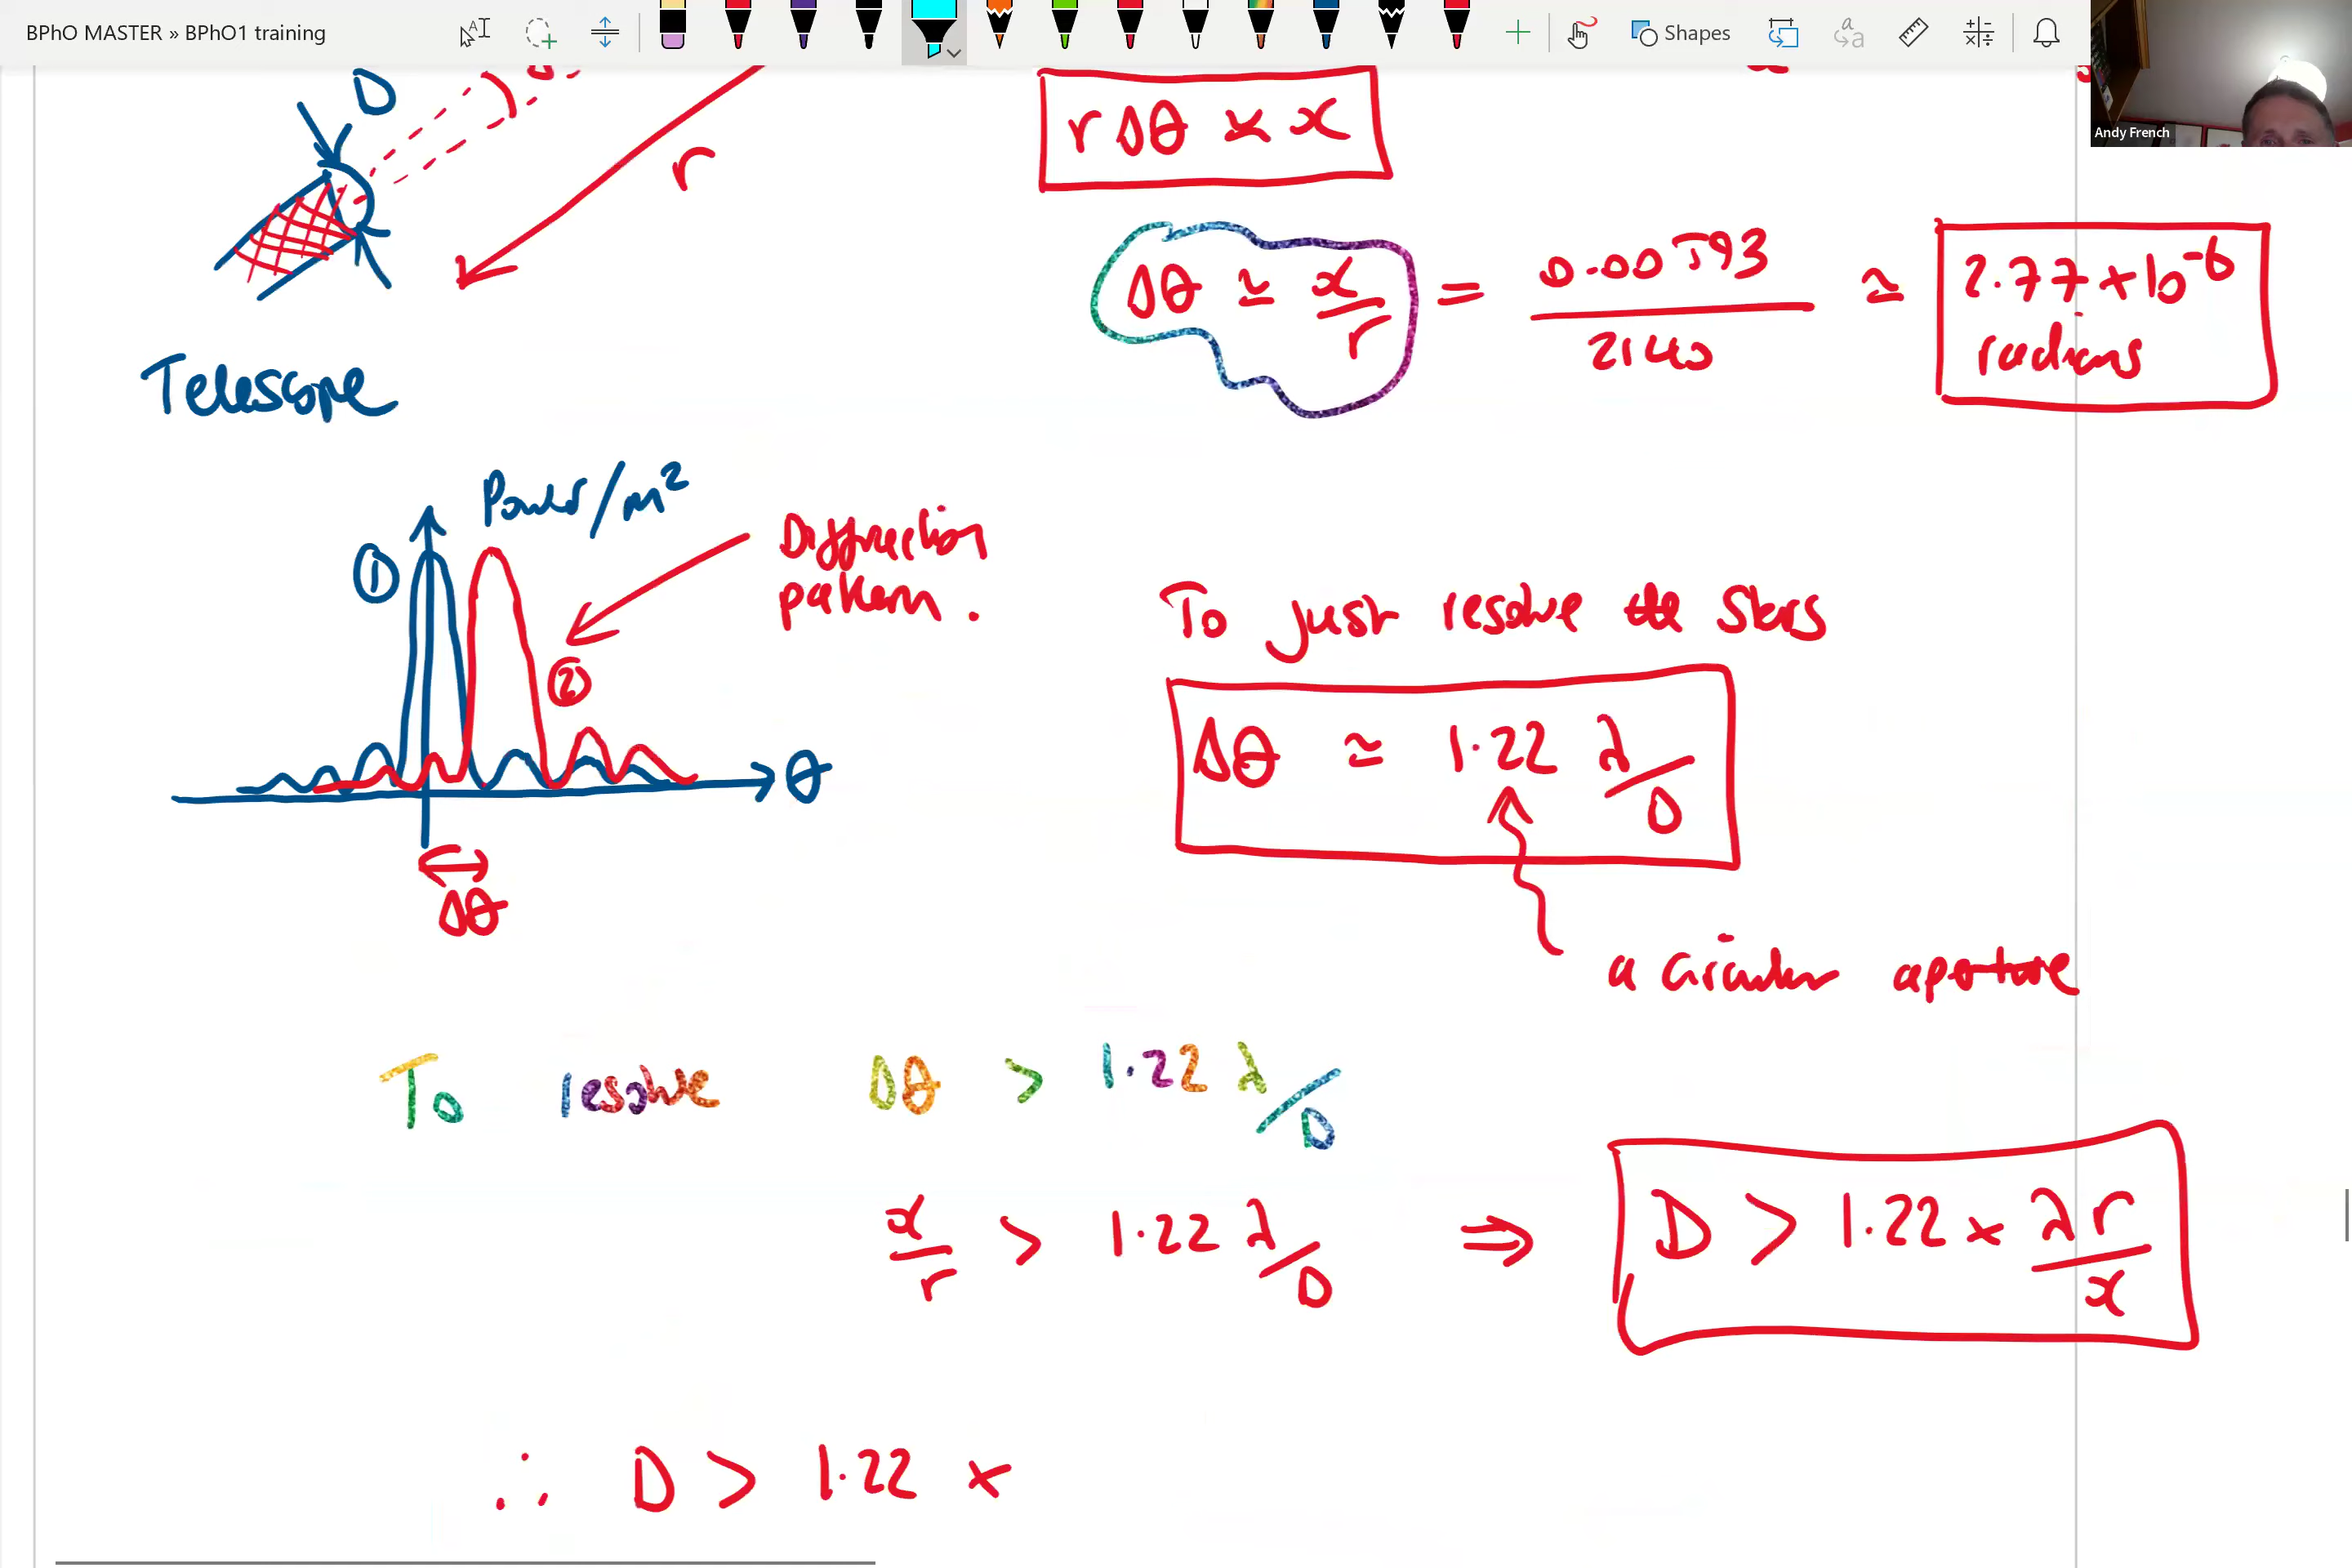 BPhO MASTER » BPhO1 training
Shapes
Andy French
D
r
r Δθ ≈ x
Δθ ≃ x/r = 0.00593/2140 ≃ 2.77 × 10⁻⁶
radians
Telescope
Power/m²
①
Diffraction
pattern.
②
θ
Δθ
To just resolve the stars
Δθ ≃ 1.22 λ/D
a circular aperture
To resolve Δθ > 1.22 λ/D
x/r > 1.22 λ/D ⇒ D > 1.22 × λr/x
∴ D > 1.22 ×